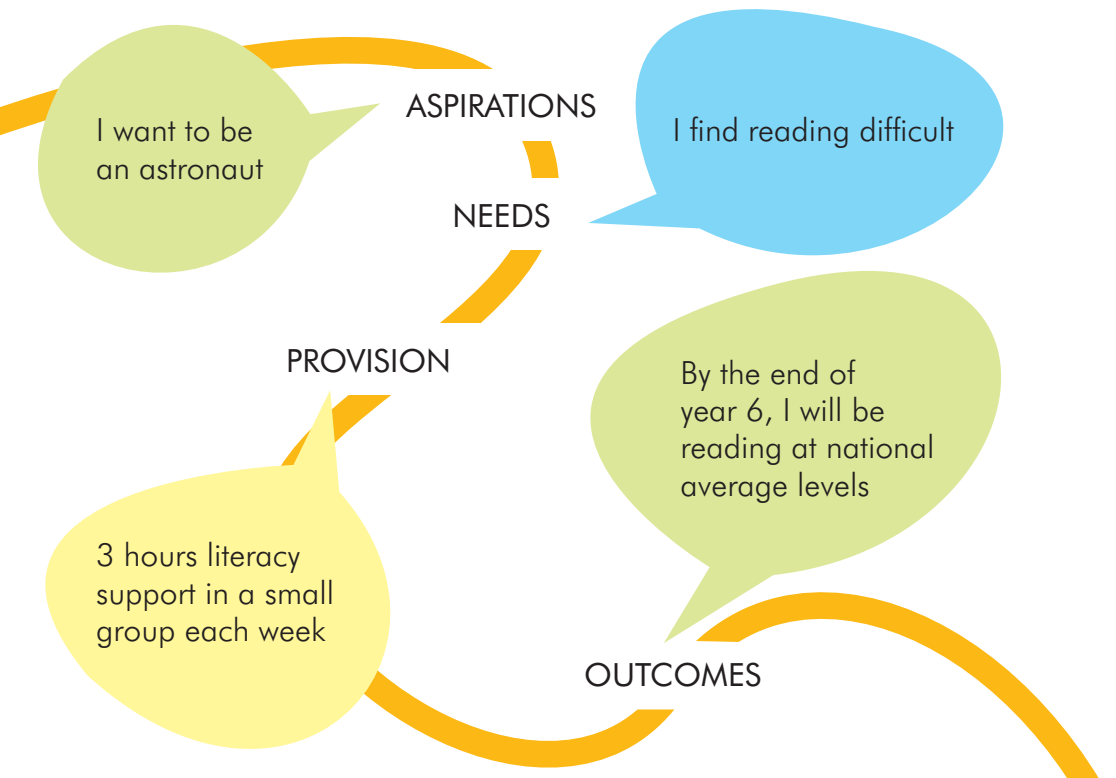 I want to be
an astronaut
ASPIRATIONS
I find reading difficult
NEEDS
PROVISION
3 hours literacy
support in a small
group each week
By the end of
year 6, I will be
reading at national
average levels
OUTCOMES